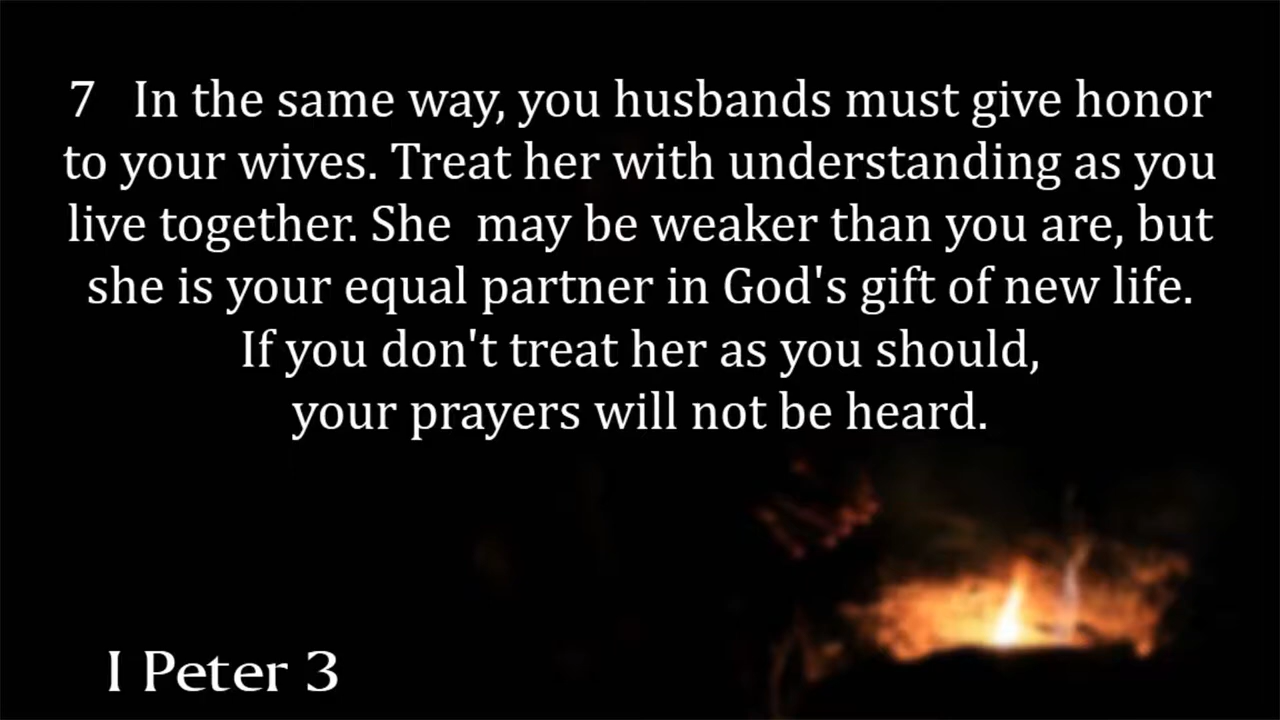 7 In the same way, you husbands must give honor
to your wives. Treat her with understanding as you
live together. She may be weaker than you are, but
she is your equal partner in God's gift of new life.
If you don't treat her as you should,
your prayers will not be heard.
I Peter 3